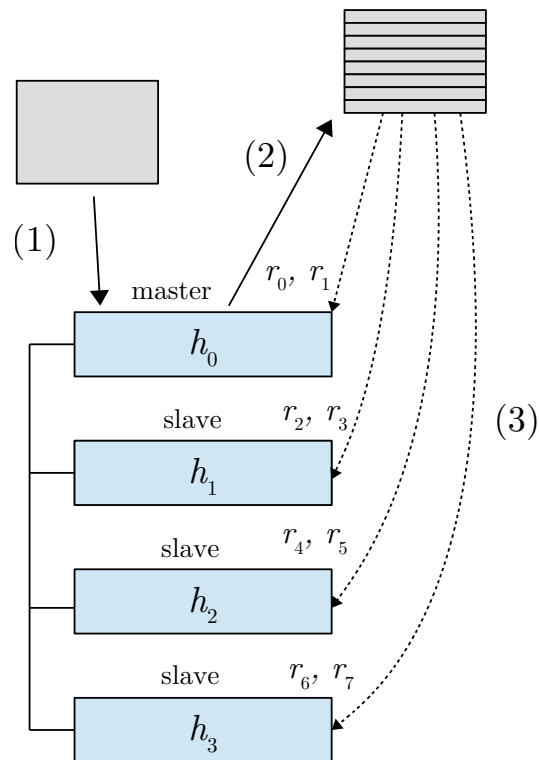 (2)
(1)
r₀, r₁
master
h₀
slave
r₂, r₃
(3)
h₁
slave
r₄, r₅
h₂
slave
r₆, r₇
h₃